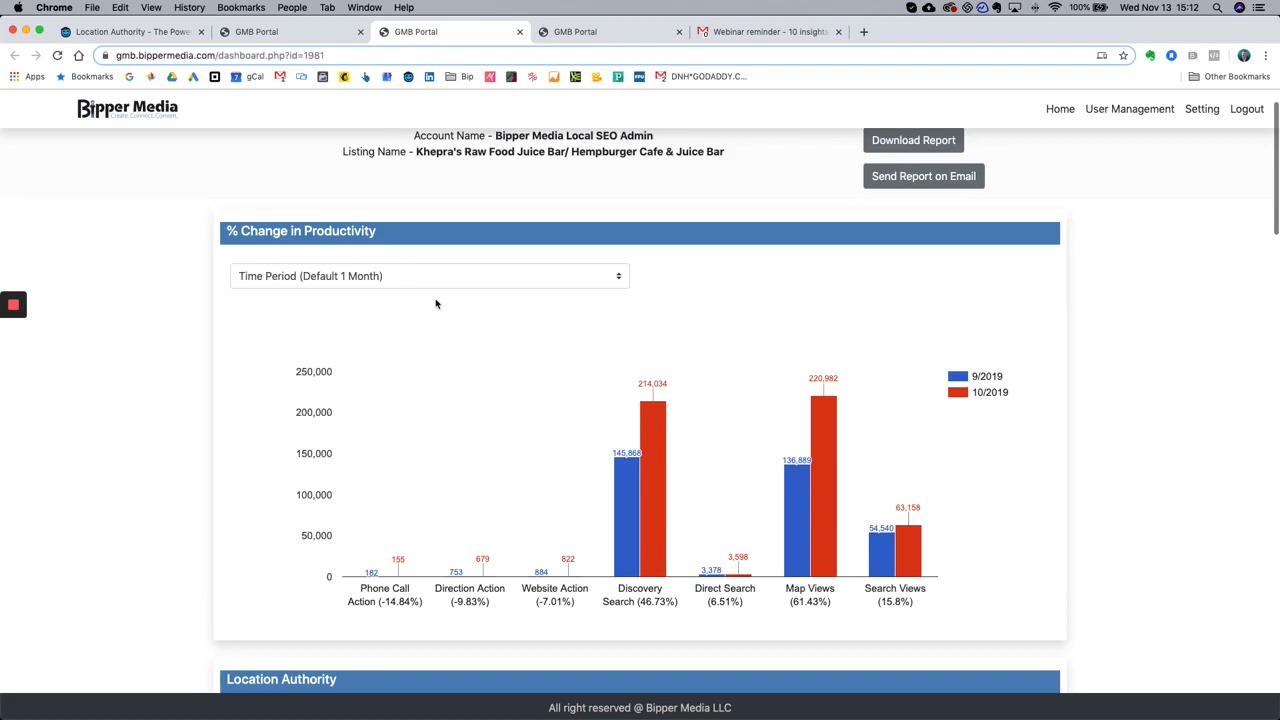 Chrome File Edit View History Bookmarks People Tab Window Help 100% Wed Nov 13 15:12
Location Authority - The Powe × GMB Portal × GMB Portal × GMB Portal × Webinar reminder - 10 insights ×
gmb.bippermedia.com/dashboard.php?id=1981
Apps Bookmarks gCal Bip DNH*GODADDY.C... Other Bookmarks
Bipper Media
Create. Connect. Convert.
Home User Management Setting Logout
Account Name - Bipper Media Local SEO Admin
Listing Name - Khepra's Raw Food Juice Bar/ Hempburger Cafe & Juice Bar
Download Report
Send Report on Email
% Change in Productivity
Time Period (Default 1 Month)
250,000
200,000
150,000
100,000
50,000
0
182 155
753 679
884 822
145,868 214,034
3,378 3,598
136,889 220,982
54,540 63,158
Phone Call
Action (-14.84%)
Direction Action
(-9.83%)
Website Action
(-7.01%)
Discovery
Search (46.73%)
Direct Search
(6.51%)
Map Views
(61.43%)
Search Views
(15.8%)
9/2019
10/2019
Location Authority
All right reserved @ Bipper Media LLC